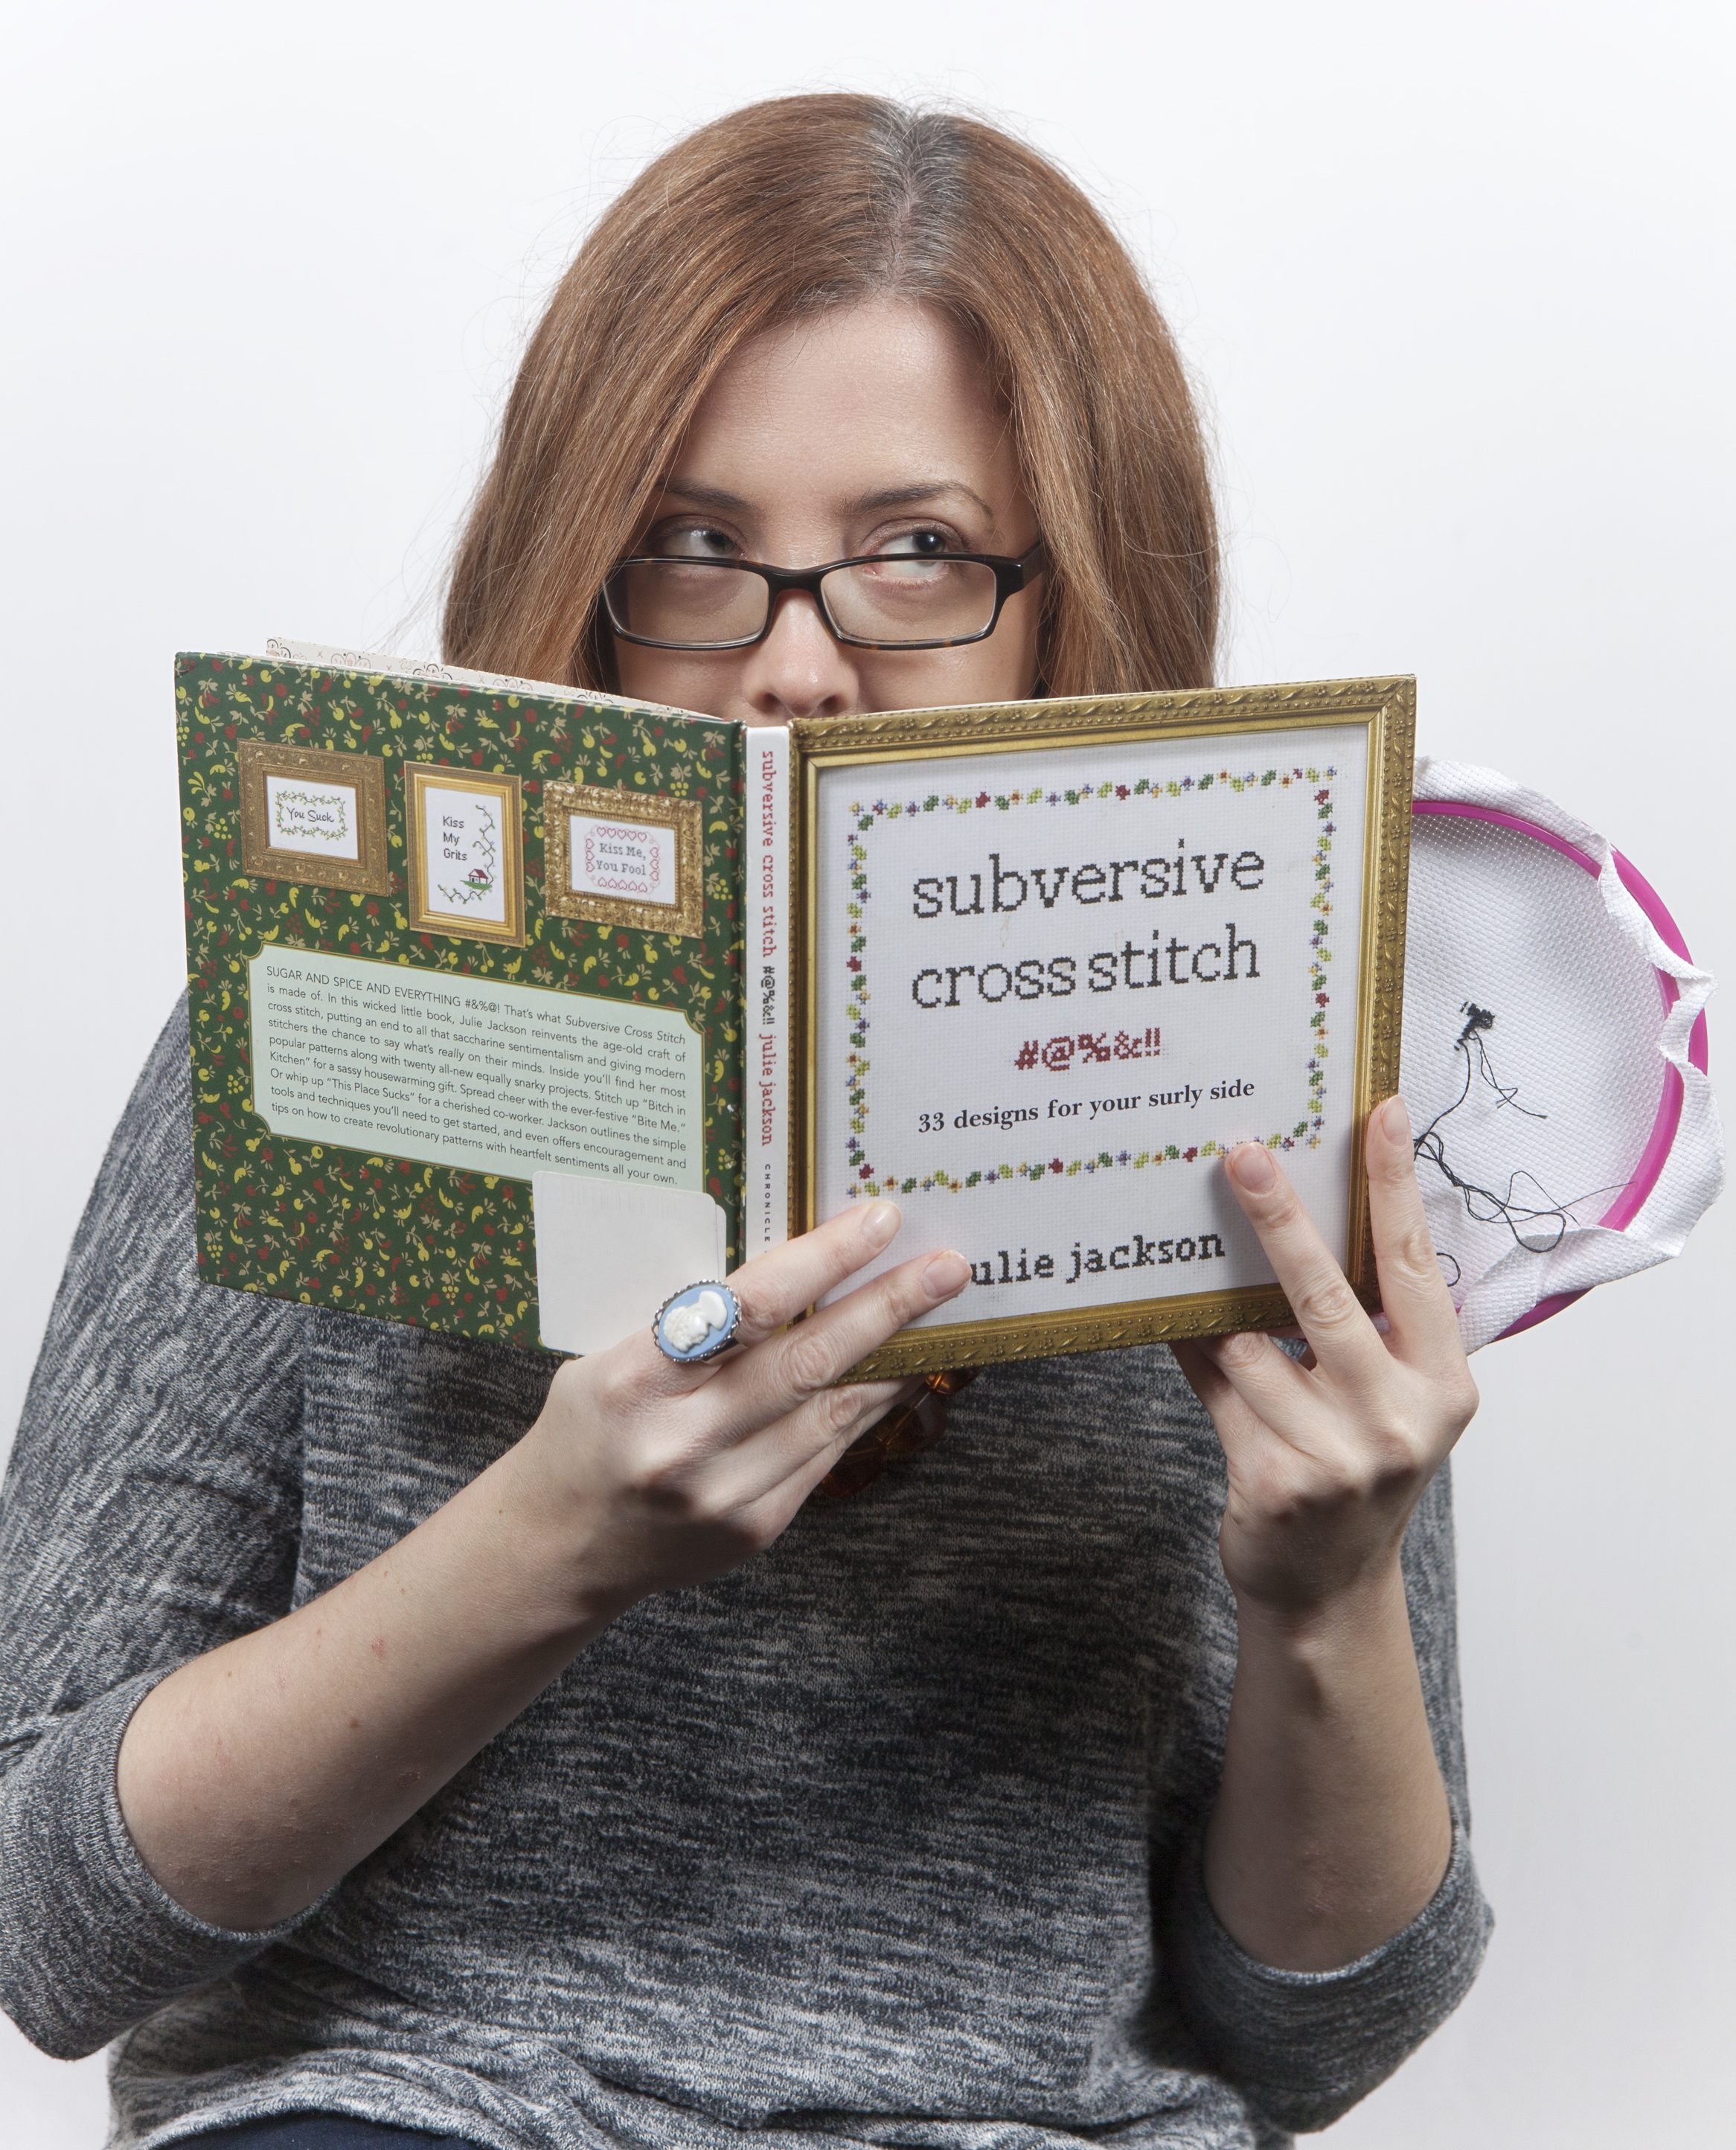 You Suck
Kiss
My
Grits
Kiss Me,
You Fool
SUGAR AND SPICE AND EVERYTHING #&%@! That's what Subversive Cross Stitch
is made of. In this wicked little book, Julie Jackson reinvents the age-old craft of
cross stitch, putting an end to all that saccharine sentimentalism and giving modern
stitchers the chance to say what's really on their minds. Inside you'll find her most
popular patterns along with twenty all-new equally snarky projects. Stitch up "Bitch in
Kitchen" for a sassy housewarming gift. Spread cheer with the ever-festive "Bite Me."
Or whip up "This Place Sucks" for a cherished co-worker. Jackson outlines the simple
tools and techniques you'll need to get started, and even offers encouragement and
tips on how to create revolutionary patterns with heartfelt sentiments all your own.
subversive cross stitch #@%&!! julie jackson CHRONICLE
subversive
cross stitch
#@%&!!
33 designs for your surly side
ulie jackson